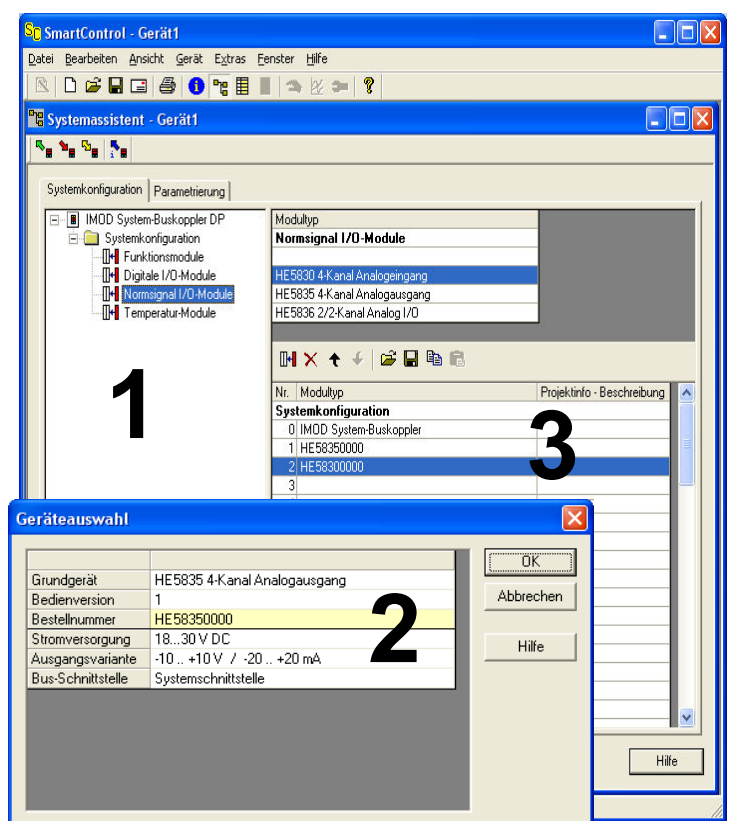 SmartControl - Gerät1
Datei Bearbeiten Ansicht Gerät Extras Fenster Hilfe
Systemassistent - Gerät1
Systemkonfiguration Parametrierung
IMOD System-Buskoppler DP
Systemkonfiguration
Funktionsmodule
Digitale I/O-Module
Normsignal I/O-Module
Temperatur-Module
1
Modultyp
Normsignal I/O-Module
HE5830 4-Kanal Analogeingang
HE5835 4-Kanal Analogausgang
HE5836 2/2-Kanal Analog I/O
Nr. Modultyp Projektinfo - Beschreibung
Systemkonfiguration
0 IMOD System-Buskoppler
1 HE58350000
2 HE58300000
3
3
Geräteauswahl
Grundgerät HE5835 4-Kanal Analogausgang
Bedienversion 1
Bestellnummer HE58350000
Stromversorgung 18...30 V DC
Ausgangsvariante -10 .. +10 V / -20 .. +20 mA
Bus-Schnittstelle Systemschnittstelle
2
OK
Abbrechen
Hilfe
Hilfe